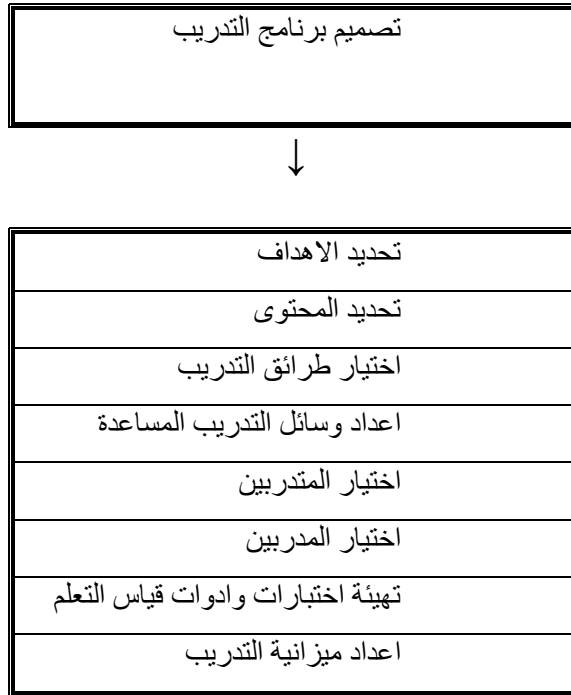 تصميم برنامج التدريب
↓
تحديد الاهداف
تحديد المحتوى
اختيار طرائق التدريب
اعداد وسائل التدريب المساعدة
اختيار المتدربين
اختيار المدربين
تهيئة اختبارات وادوات قياس التعلم
اعداد ميزانية التدريب